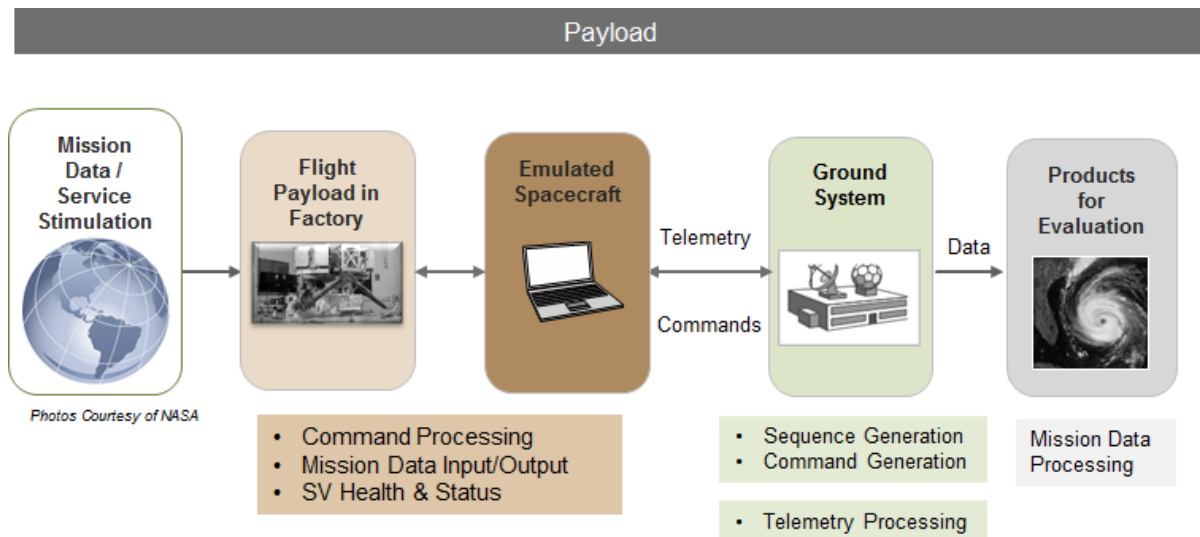 Payload
Mission
Data /
Service
Stimulation
Flight
Payload in
Factory
Emulated
Spacecraft
Telemetry
Commands
Ground
System
Data
Products
for
Evaluation
Photos Courtesy of NASA
• Command Processing
• Mission Data Input/Output
• SV Health & Status
• Sequence Generation
• Command Generation
• Telemetry Processing
Mission Data
Processing